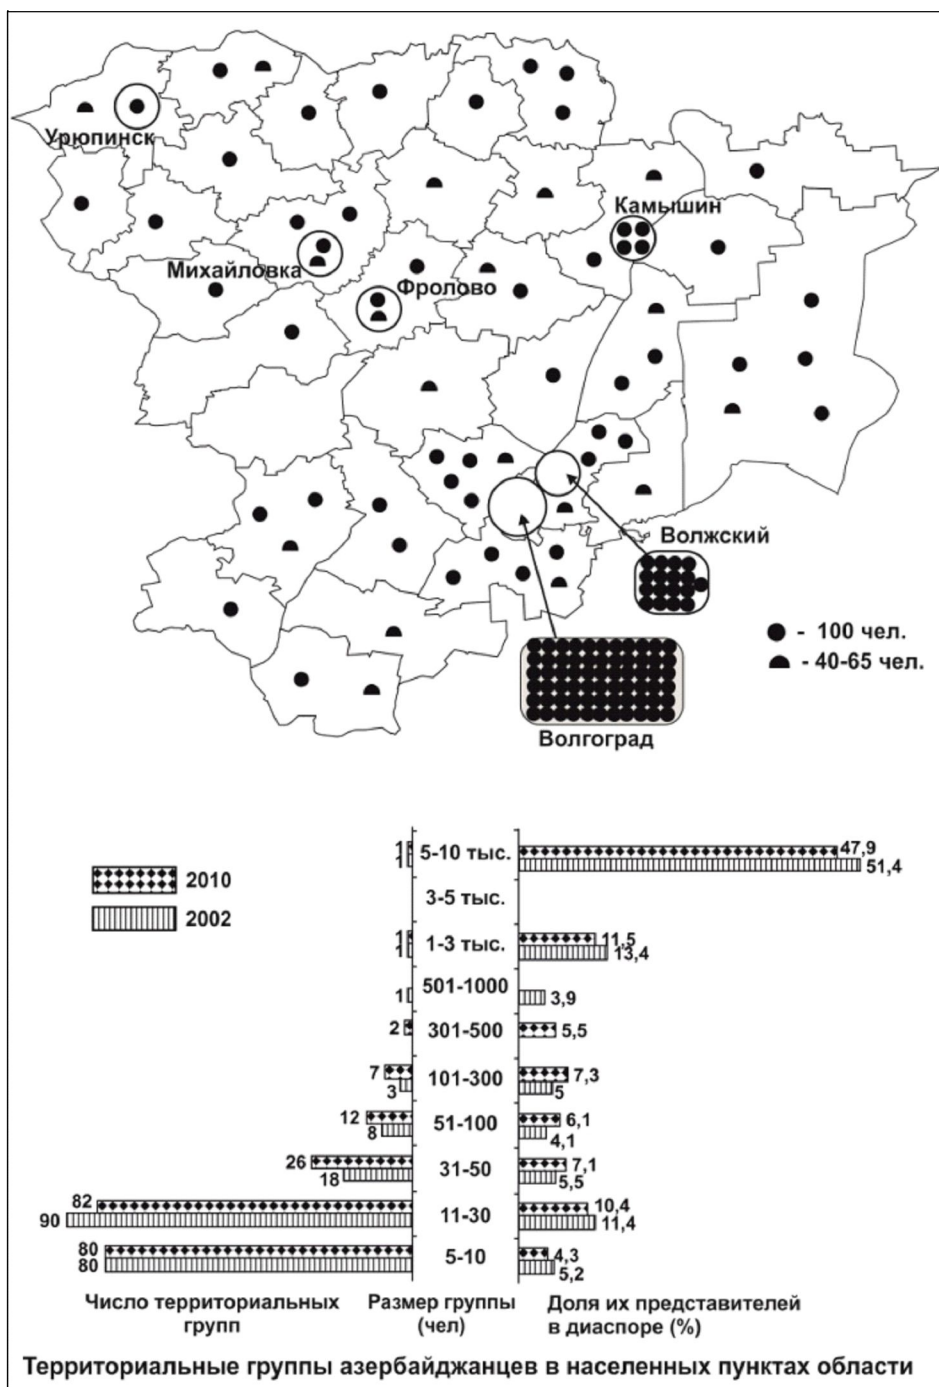 Урюпинск
Камышин
Михайловка
Фролово
Волжский
- 100 чел.
- 40-65 чел.
Волгоград
2010
2002
1 5-10 тыс. 47,9
1 51,4
3-5 тыс.
1 1-3 тыс. 11,5
1 13,4
1 501-1000 3,9
2 301-500 5,5
7 101-300 7,3
3 5
12 51-100 6,1
8 4,1
26 31-50 7,1
18 5,5
82 11-30 10,4
90 11,4
80 5-10 4,3
80 5,2
Число территориальных групп
Размер группы (чел)
Доля их представителей в диаспоре (%)
Территориальные группы азербайджанцев в населенных пунктах области